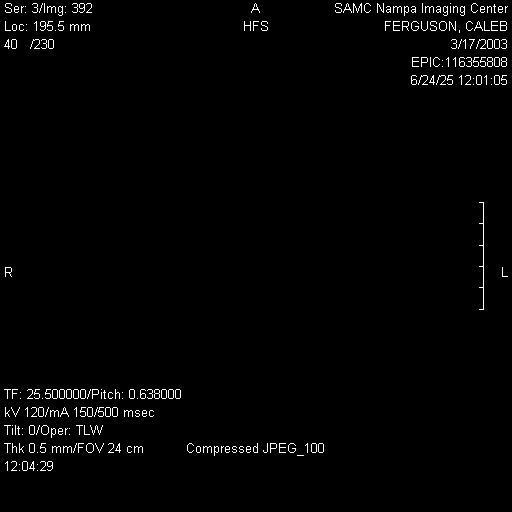 Ser: 3/Img: 392
A
SAMC Nampa Imaging Center
Loc: 195.5 mm
HFS
FERGUSON, CALEB
40 /230
3/17/2003
EPIC:116355808
6/24/25 12:01:05
R
L
TF: 25.500000/Pitch: 0.638000
kV 120/mA 150/500 msec
Tilt: 0/Oper: TLW
Thk 0.5 mm/FOV 24 cm
Compressed JPEG_100
12:04:29